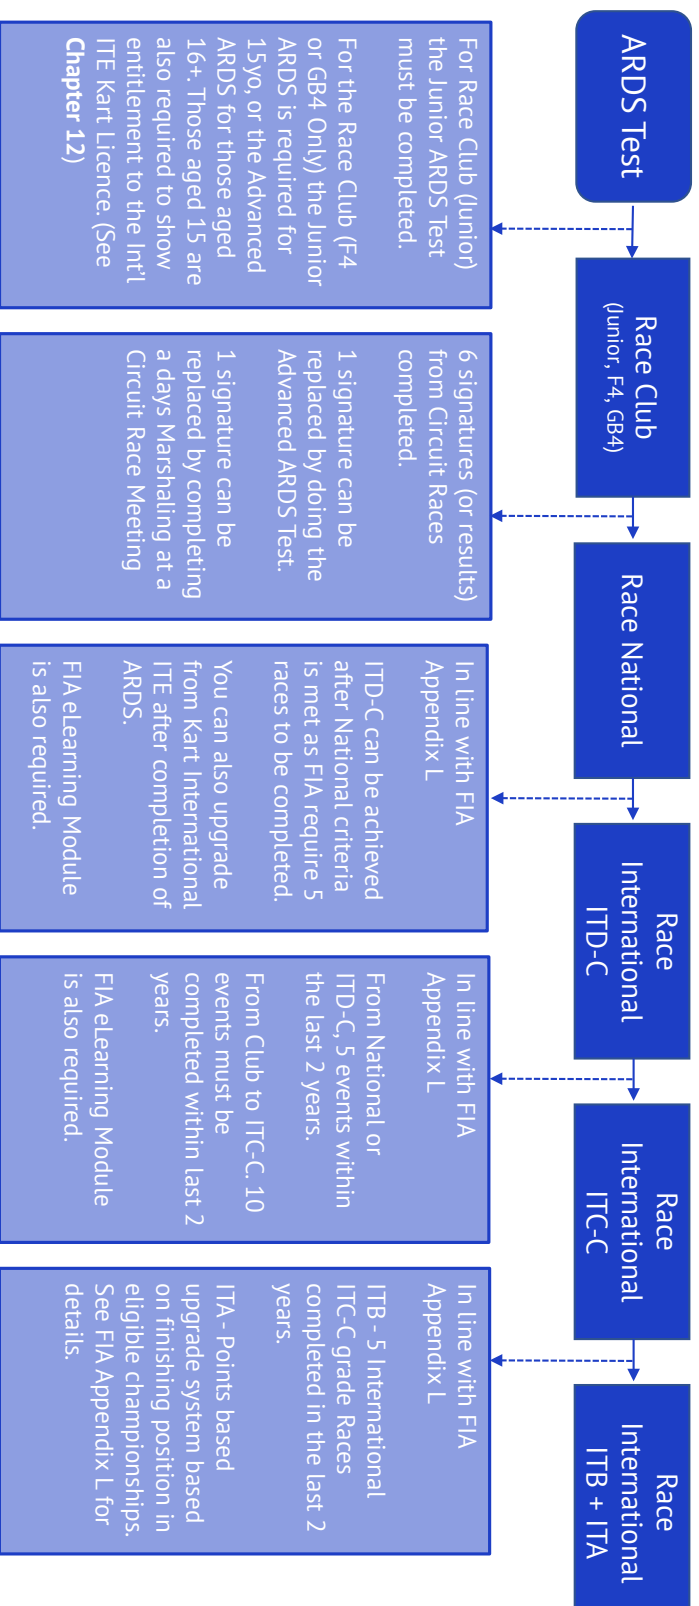 ARDS Test
Race Club
(Junior, F4, GB4)
Race National
Race
International
ITD-C
Race
International
ITC-C
Race
International
ITB + ITA
For Race Club (Junior)
the Junior ARDS Test
must be completed.
For the Race Club (F4
or GB4 Only) the Junior
ARDS is required for
15yo, or the Advanced
ARDS for those aged
16+. Those aged 15 are
also required to show
entitlement to the Int'l
ITE Kart Licence. (See
Chapter 12)
6 signatures (or results)
from Circuit Races
completed.
1 signature can be
replaced by doing the
Advanced ARDS Test.
1 signature can be
replaced by completing
a days Marshaling at a
Circuit Race Meeting
In line with FIA
Appendix L
ITD-C can be achieved
after National criteria
is met as FIA require 5
races to be completed.
You can also upgrade
from Kart International
ITE after completion of
ARDS.
FIA eLearning Module
is also required.
In line with FIA
Appendix L
From National or
ITD-C, 5 events within
the last 2 years.
From Club to ITC-C. 10
events must be
completed within last 2
years.
FIA eLearning Module
is also required.
In line with FIA
Appendix L
ITB - 5 International
ITC-C grade Races
completed in the last 2
years.
ITA - Points based
upgrade system based
on finishing position in
eligible championships.
See FIA Appendix L for
details.